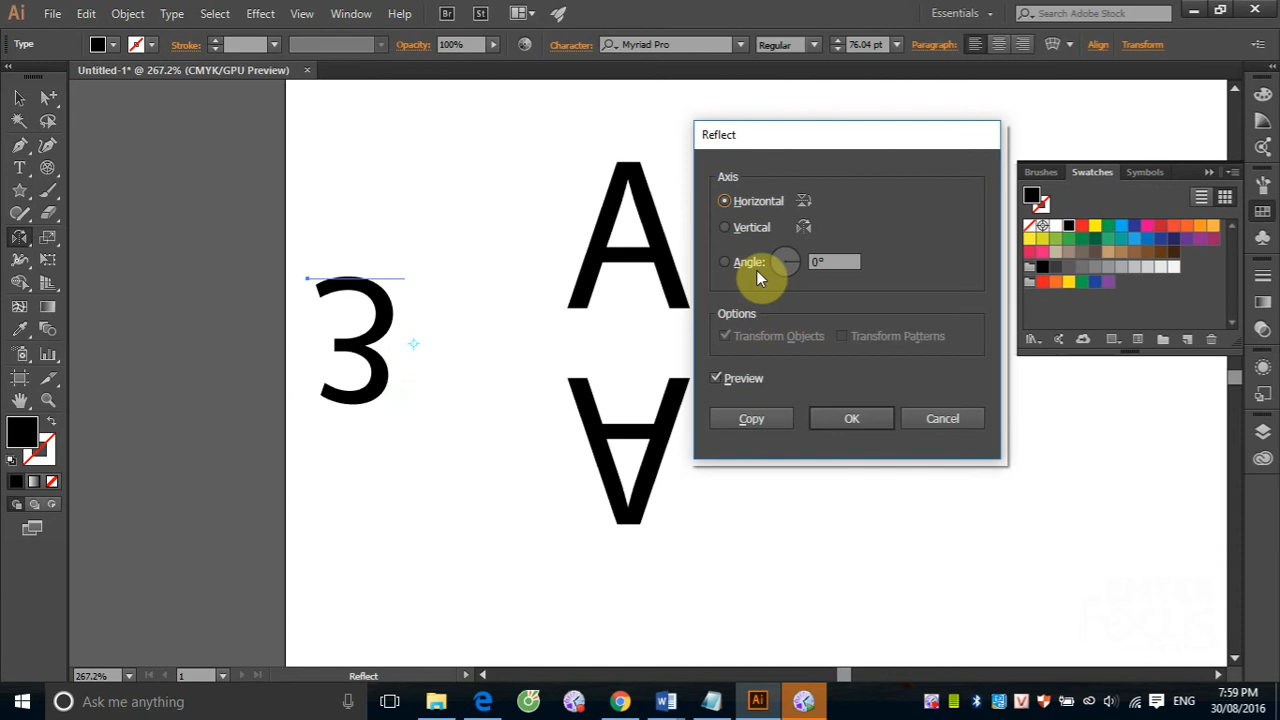 Ai File Edit Object Type Select Effect View Window Help Br St Essentials Search Adobe Stock
Type Stroke: Opacity: 100% Character: Myriad Pro Regular 76.04 pt Paragraph: Align Transform
Untitled-1* @ 267.2% (CMYK/GPU Preview) ×
Reflect
Axis
Horizontal
Vertical
Angle: 0°
Options
Transform Objects Transform Patterns
Preview
Copy OK Cancel
Brushes Swatches Symbols
A
3
A
267.2% 1 Reflect
Ask me anything
Ai
ENG
7:59 PM
30/08/2016